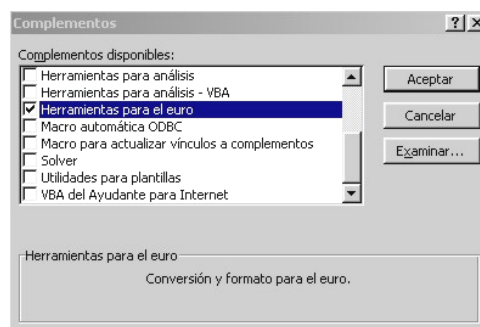 Complementos
Complementos disponibles:
Herramientas para análisis
Herramientas para análisis - VBA
Herramientas para el euro
Macro automática ODBC
Macro para actualizar vínculos a complementos
Solver
Utilidades para plantillas
VBA del Ayudante para Internet
Aceptar
Cancelar
Examinar...
Herramientas para el euro
Conversión y formato para el euro.